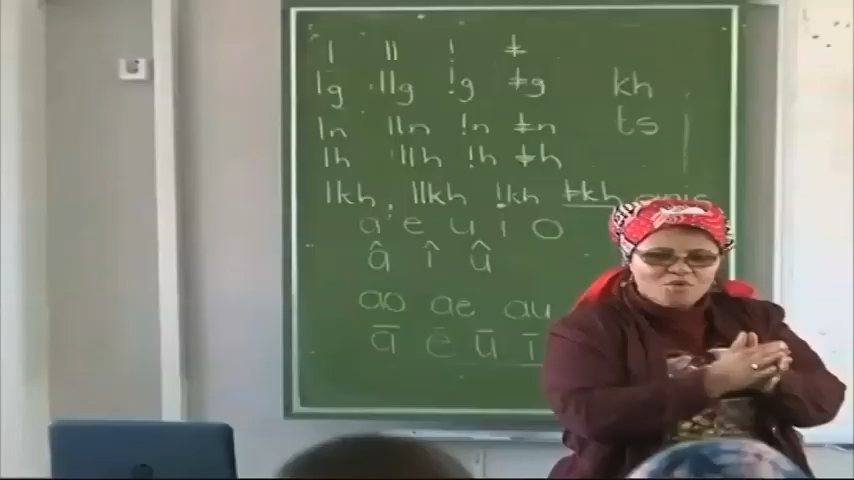 ǀ ǁ ǃ ǂ
ǀg ǁg ǃg ǂg kh
ǀn ǁn ǃn ǂn ts
ǀh ǁh ǃh ǂh
ǀkh, ǁkh ǃkh ǂkh anis
a e u i o
â î û
ao ae au
ā ē ū ī